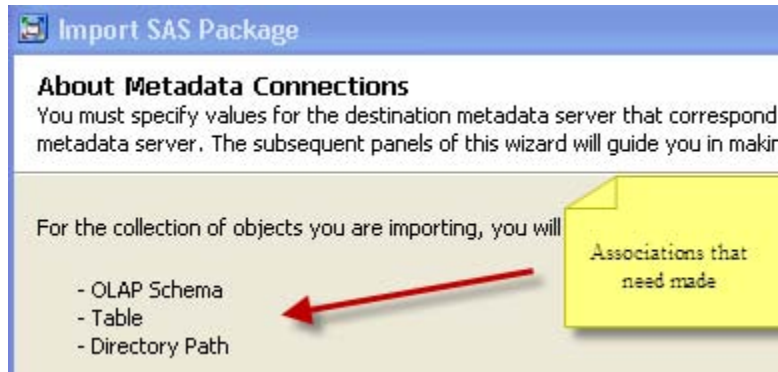 Import SAS Package
About Metadata Connections
You must specify values for the destination metadata server that correspond
metadata server. The subsequent panels of this wizard will guide you in makin
For the collection of objects you are importing, you will
- OLAP Schema
- Table
- Directory Path
Associations that
need made